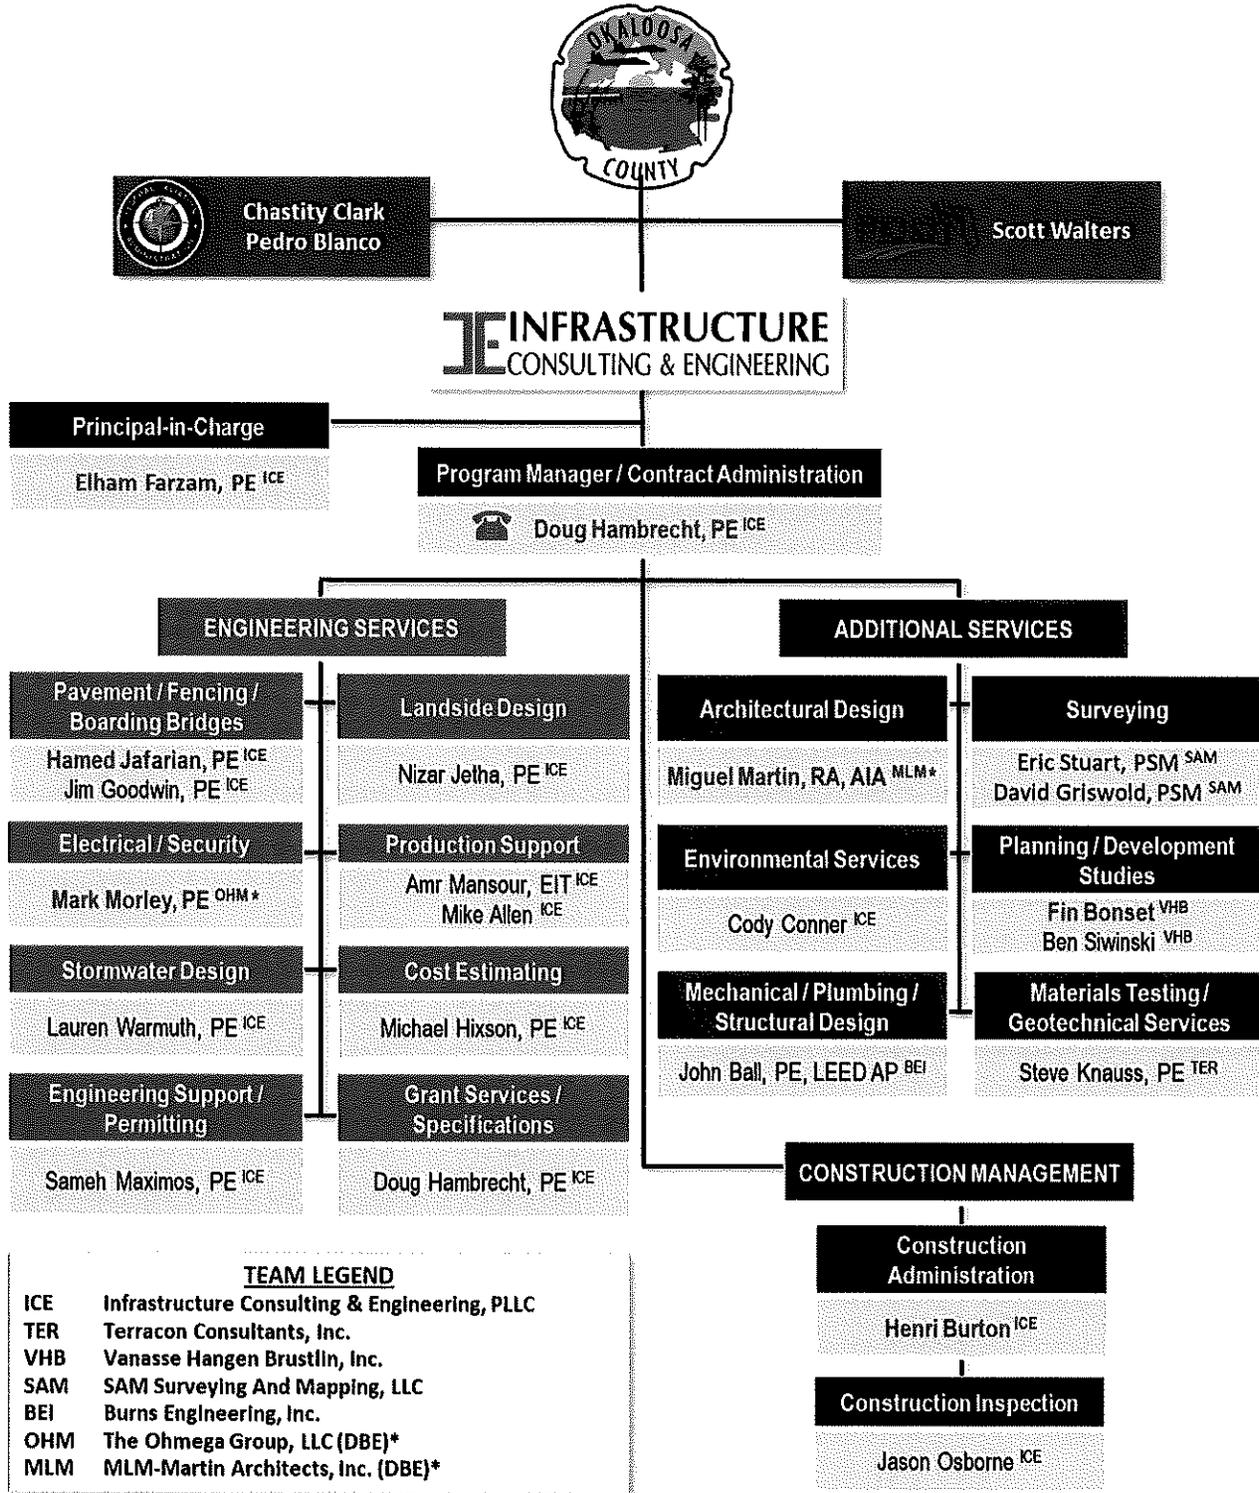 OKALOOSA
COUNTY
Chastity Clark
Pedro Blanco
Scott Walters
INFRASTRUCTURE
CONSULTING & ENGINEERING
Principal-in-Charge
Elham Farzam, PE ICE
Program Manager / Contract Administration
Doug Hambrecht, PE ICE
ENGINEERING SERVICES
Pavement / Fencing /
Boarding Bridges
Hamed Jafarian, PE ICE
Jim Goodwin, PE ICE
Landside Design
Nizar Jetha, PE ICE
Electrical / Security
Mark Morley, PE OHM*
Production Support
Amr Mansour, EIT ICE
Mike Allen ICE
Stormwater Design
Lauren Warmuth, PE ICE
Cost Estimating
Michael Hixson, PE ICE
Engineering Support /
Permitting
Sameh Maximos, PE ICE
Grant Services /
Specifications
Doug Hambrecht, PE ICE
ADDITIONAL SERVICES
Architectural Design
Miguel Martin, RA, AIA MLM*
Surveying
Eric Stuart, PSM SAM
David Griswold, PSM SAM
Environmental Services
Cody Conner ICE
Planning / Development
Studies
Fin Bonset VHB
Ben Siwinski VHB
Mechanical / Plumbing /
Structural Design
John Ball, PE, LEED AP BEI
Materials Testing /
Geotechnical Services
Steve Knauss, PE TER
CONSTRUCTION MANAGEMENT
Construction
Administration
Henri Burton ICE
Construction Inspection
Jason Osborne ICE
TEAM LEGEND
ICE Infrastructure Consulting & Engineering, PLLC
TER Terracon Consultants, Inc.
VHB Vanasse Hangen Brustlin, Inc.
SAM SAM Surveying And Mapping, LLC
BEI Burns Engineering, Inc.
OHM The Ohmega Group, LLC (DBE)*
MLM MLM-Martin Architects, Inc. (DBE)*